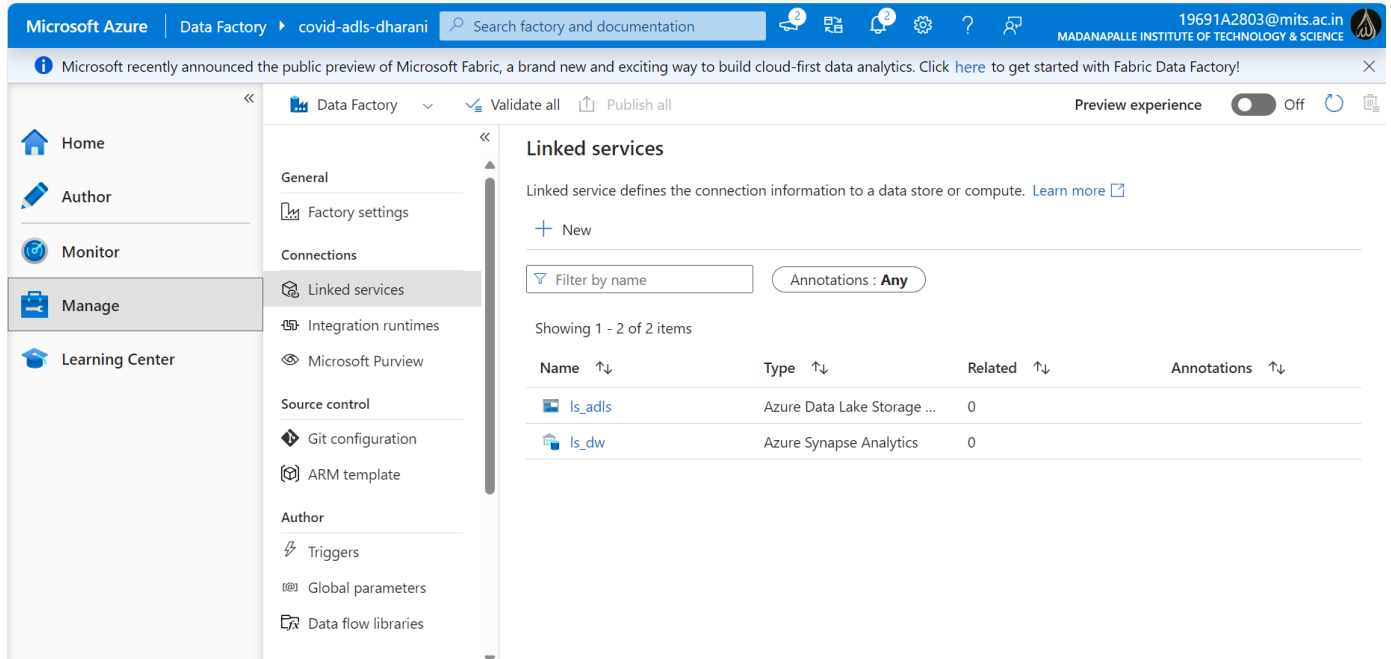 Microsoft Azure | Data Factory covid-adls-dharani Search factory and documentation 2 2 ? 19691A2803@mits.ac.in
MADANAPALLE INSTITUTE OF TECHNOLOGY & SCIENCE
Microsoft recently announced the public preview of Microsoft Fabric, a brand new and exciting way to build cloud-first data analytics. Click here to get started with Fabric Data Factory!
Home
Author
Monitor
Manage
Learning Center
Data Factory Validate all Publish all Preview experience Off
General
Factory settings
Connections
Linked services
Integration runtimes
Microsoft Purview
Source control
Git configuration
ARM template
Author
Triggers
Global parameters
Data flow libraries
Linked services
Linked service defines the connection information to a data store or compute. Learn more
New
Filter by name Annotations : Any
Showing 1 - 2 of 2 items
Name Type Related Annotations
ls_adls Azure Data Lake Storage ... 0
ls_dw Azure Synapse Analytics 0